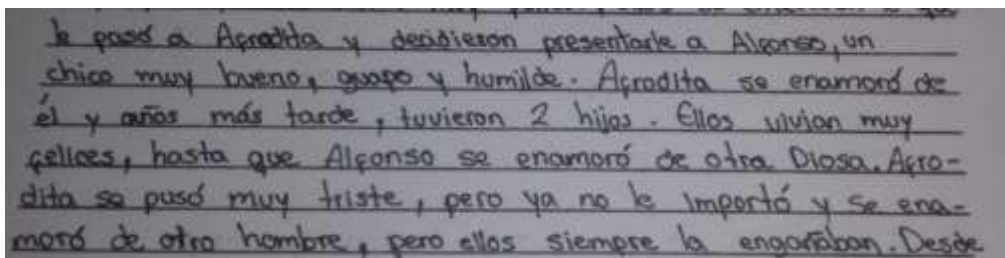 le pasó a Afrodita y decidieron presentarle a Alfonso, un
chico muy bueno, guapo y humilde. Afrodita se enamoró de
él y años más tarde, tuvieron 2 hijos. Ellos vivian muy
felices, hasta que Alfonso se enamoró de otra Diosa. Afro-
dita se pusó muy triste, pero ya no le importó y se ena-
moró de otro hombre, pero ellos siempre la engañaban. Desde